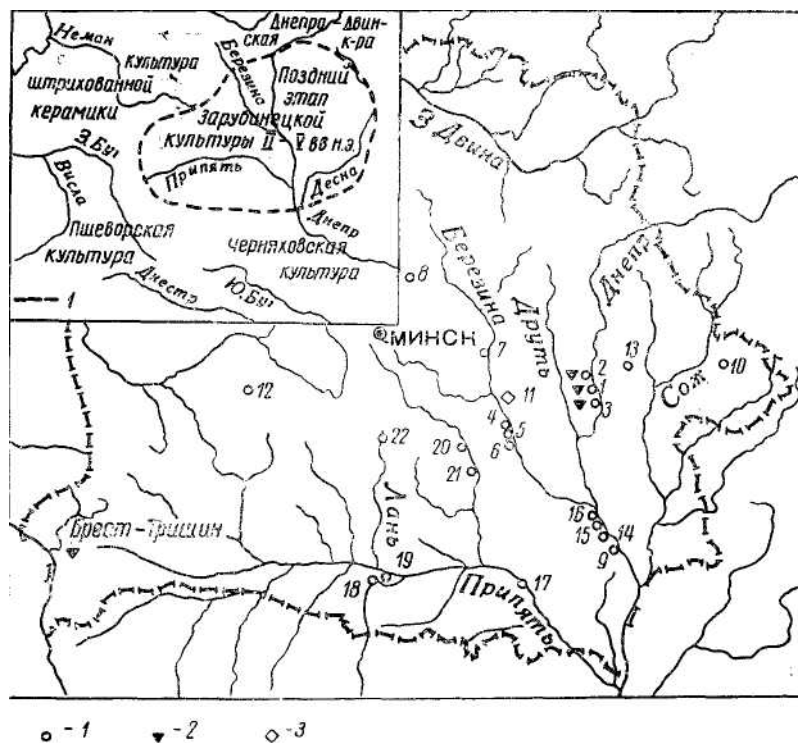 Неман
Днепра
ская
Двин-
к-ра
культура
штрихованной
керамики
Березина
Поздний
этап
Зарубинецкой
культуры II - V вв н.э.
З. Буг
Припять
Десна
Висла
Днепр
Пшеворская
культура
Черняховская
культура
Днестр
Ю. Буг
1
З. Двина
Березина
Друть
Днепр
Сож
8
МИНСК
7
2
1
3
13
10
12
11
4
5
6
22
20
21
Лань
16
15
14
9
Брест-Тришин
18
19
17
Припять
- 1
- 2
- 3